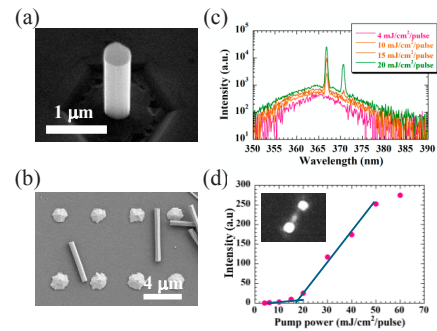 (a)
1 μm
(b)
4 μm
(c)
Intensity (a.u.)
10⁵
10⁴
10³
10²
10¹
4 mJ/cm²/pulse
10 mJ/cm²/pulse
15 mJ/cm²/pulse
20 mJ/cm²/pulse
350 355 360 365 370 375 380 385 390
Wavelength (nm)
(d)
Intensity (a.u)
300
250
200
150
100
50
0
0 10 20 30 40 50 60 70
Pump power (mJ/cm²/pulse)